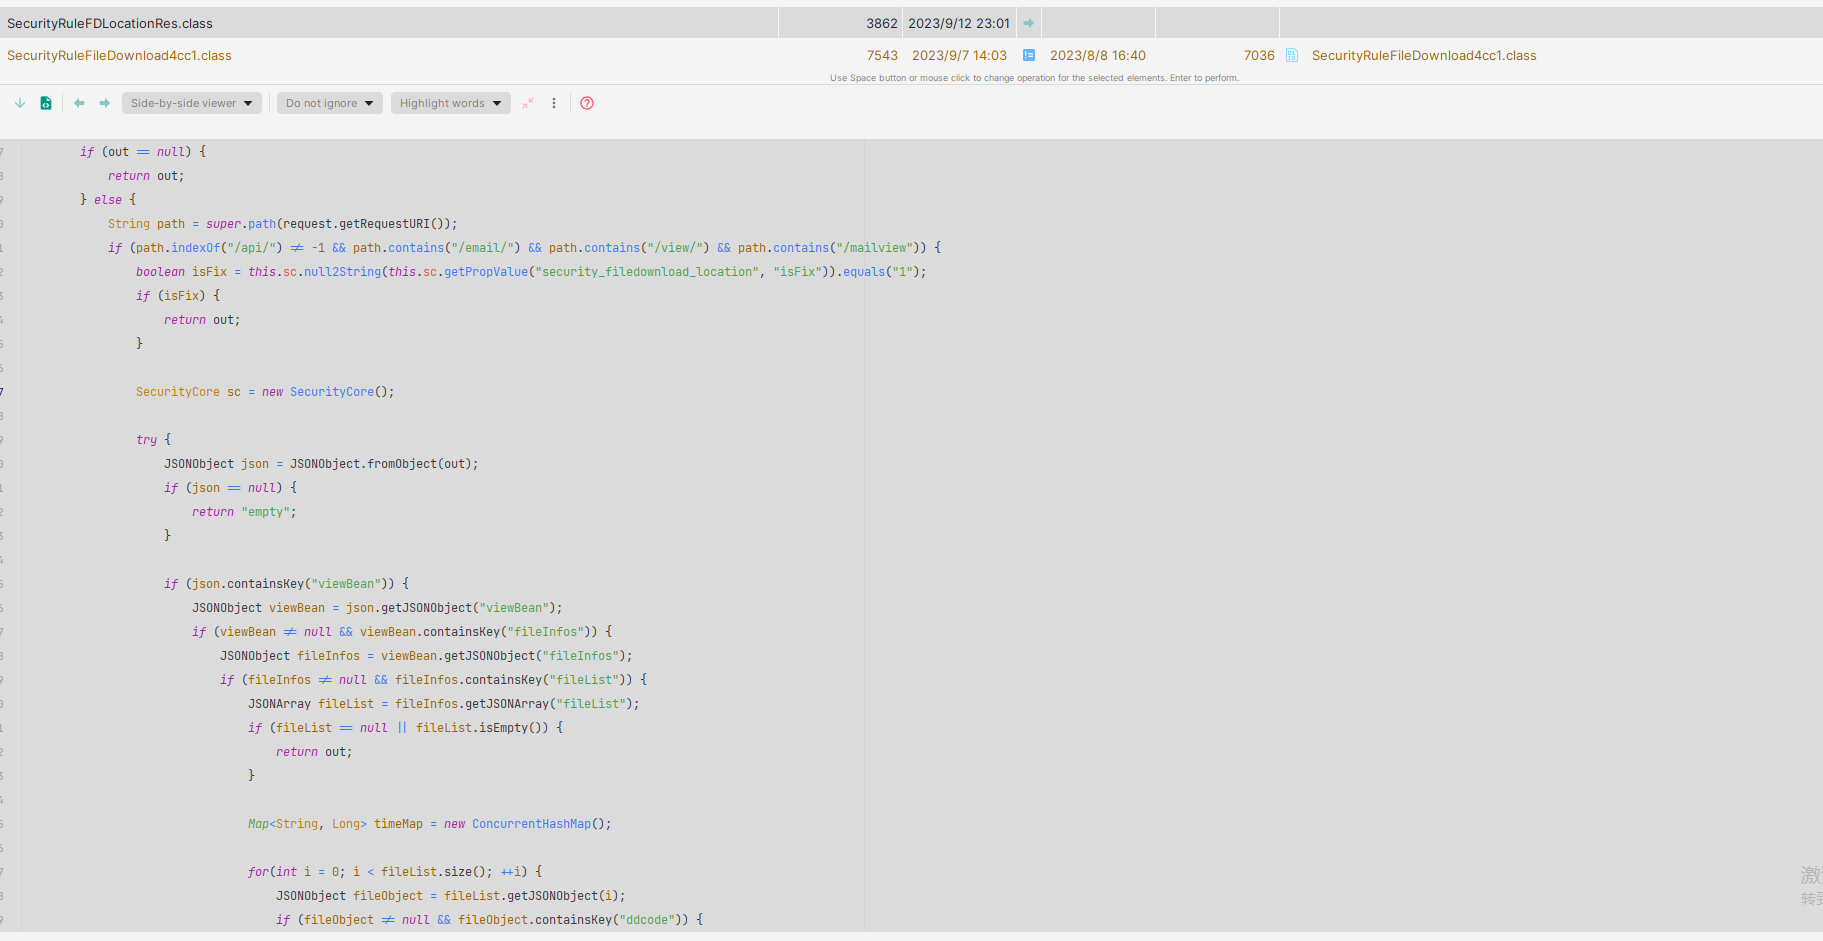 SecurityRuleFDLocationRes.class 3862 2023/9/12 23:01
SecurityRuleFileDownload4cc1.class 7543 2023/9/7 14:03 2023/8/8 16:40 7036 SecurityRuleFileDownload4cc1.class
Use Space button or mouse click to change operation for the selected elements. Enter to perform.
Side-by-side viewer Do not ignore Highlight words
if (out == null) {
return out;
} else {
String path = super.path(request.getRequestURI());
if (path.indexOf("/api/") != -1 && path.contains("/email/") && path.contains("/view/") && path.contains("/mailview")) {
boolean isFix = this.sc.null2String(this.sc.getPropValue("security_filedownload_location", "isFix")).equals("1");
if (isFix) {
return out;
}
SecurityCore sc = new SecurityCore();
try {
JSONObject json = JSONObject.fromObject(out);
if (json == null) {
return "empty";
}
if (json.containsKey("viewBean")) {
JSONObject viewBean = json.getJSONObject("viewBean");
if (viewBean != null && viewBean.containsKey("fileInfos")) {
JSONObject fileInfos = viewBean.getJSONObject("fileInfos");
if (fileInfos != null && fileInfos.containsKey("fileList")) {
JSONArray fileList = fileInfos.getJSONArray("fileList");
if (fileList == null || fileList.isEmpty()) {
return out;
}
Map<String, Long> timeMap = new ConcurrentHashMap();
for(int i = 0; i < fileList.size(); ++i) {
JSONObject fileObject = fileList.getJSONObject(i);
if (fileObject != null && fileObject.containsKey("ddcode")) {